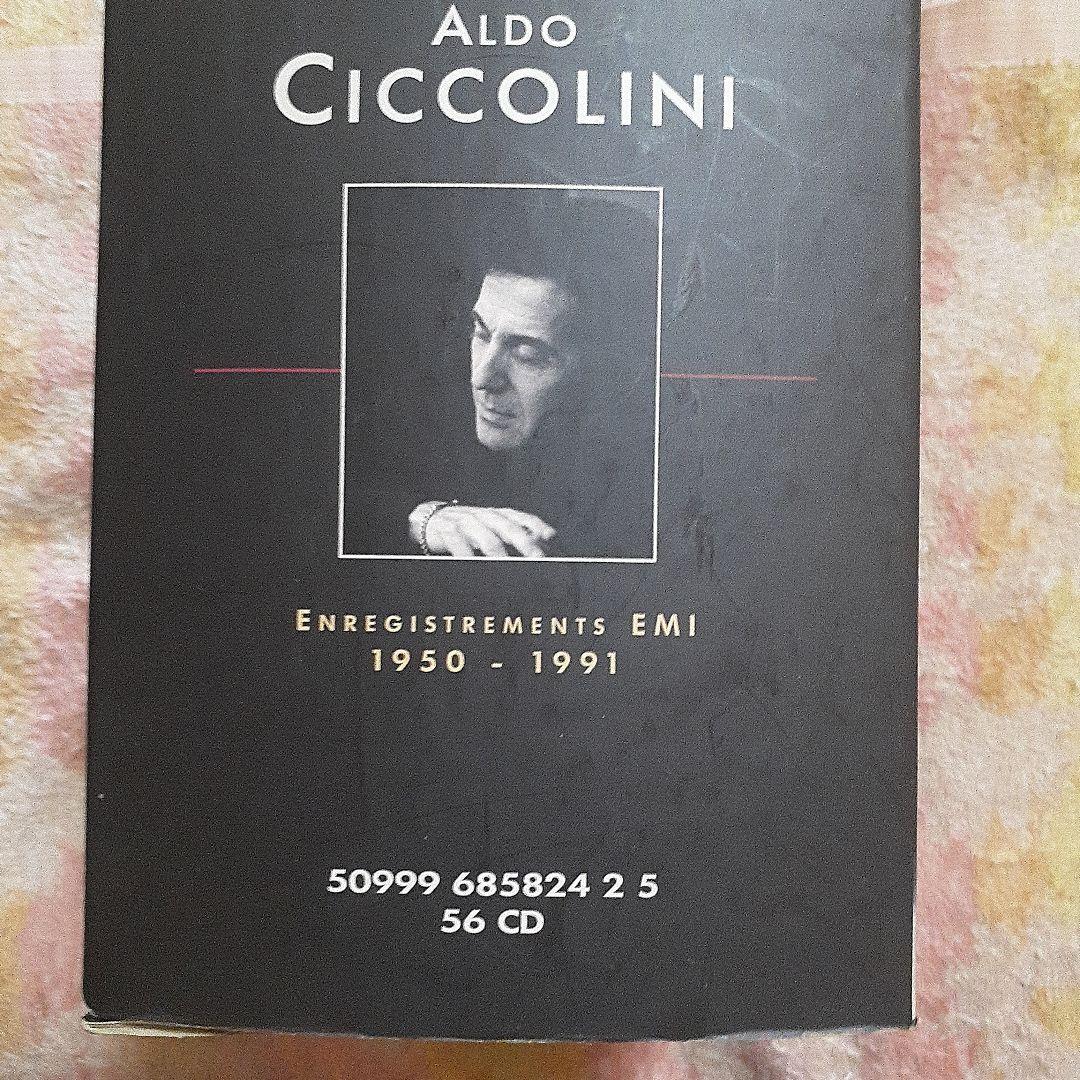 ALDO
CICCOLINI
ENREGISTREMENTS EMI
1950 - 1991
50999 685824 2 5
56 CD